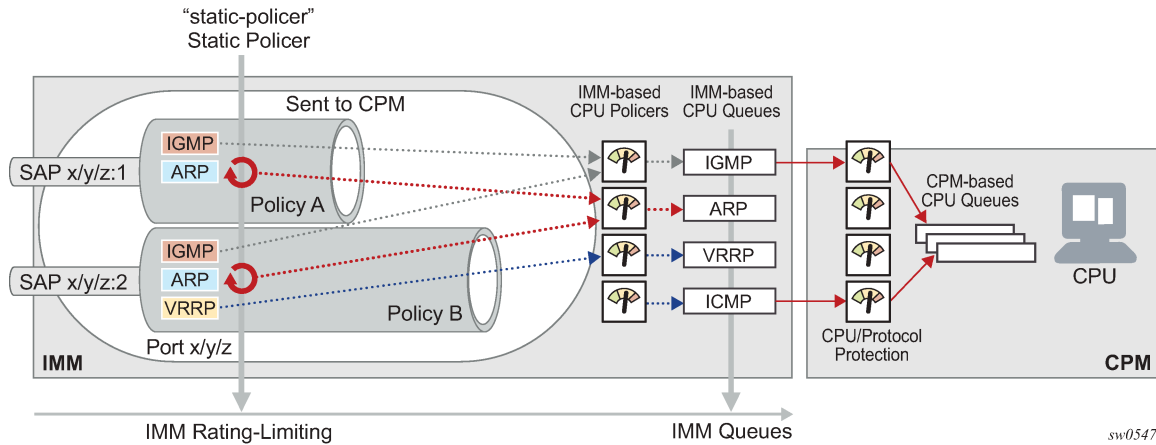 “static-policer”
Static Policer
Sent to CPM
IMM-based
CPU Policers
IMM-based
CPU Queues
IGMP
ARP
SAP x/y/z:1
Policy A
IGMP
ARP
VRRP
SAP x/y/z:2
Policy B
Port x/y/z
IMM
IGMP
ARP
VRRP
ICMP
CPM-based
CPU Queues
CPU
CPU/Protocol
Protection
CPM
IMM Rating-Limiting
IMM Queues
sw0547